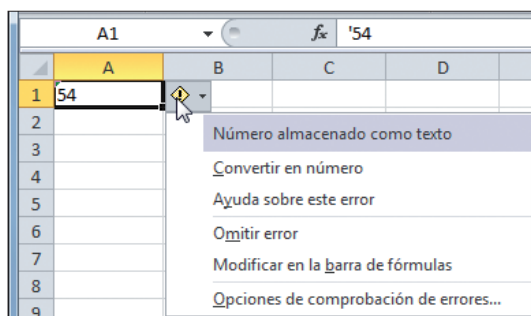 A1 fx '54
A B C D
1 54
2
Número almacenado como texto
3
Convertir en número
4
Ayuda sobre este error
5
6 Omitir error
7 Modificar en la barra de fórmulas
8
Opciones de comprobación de errores...
9